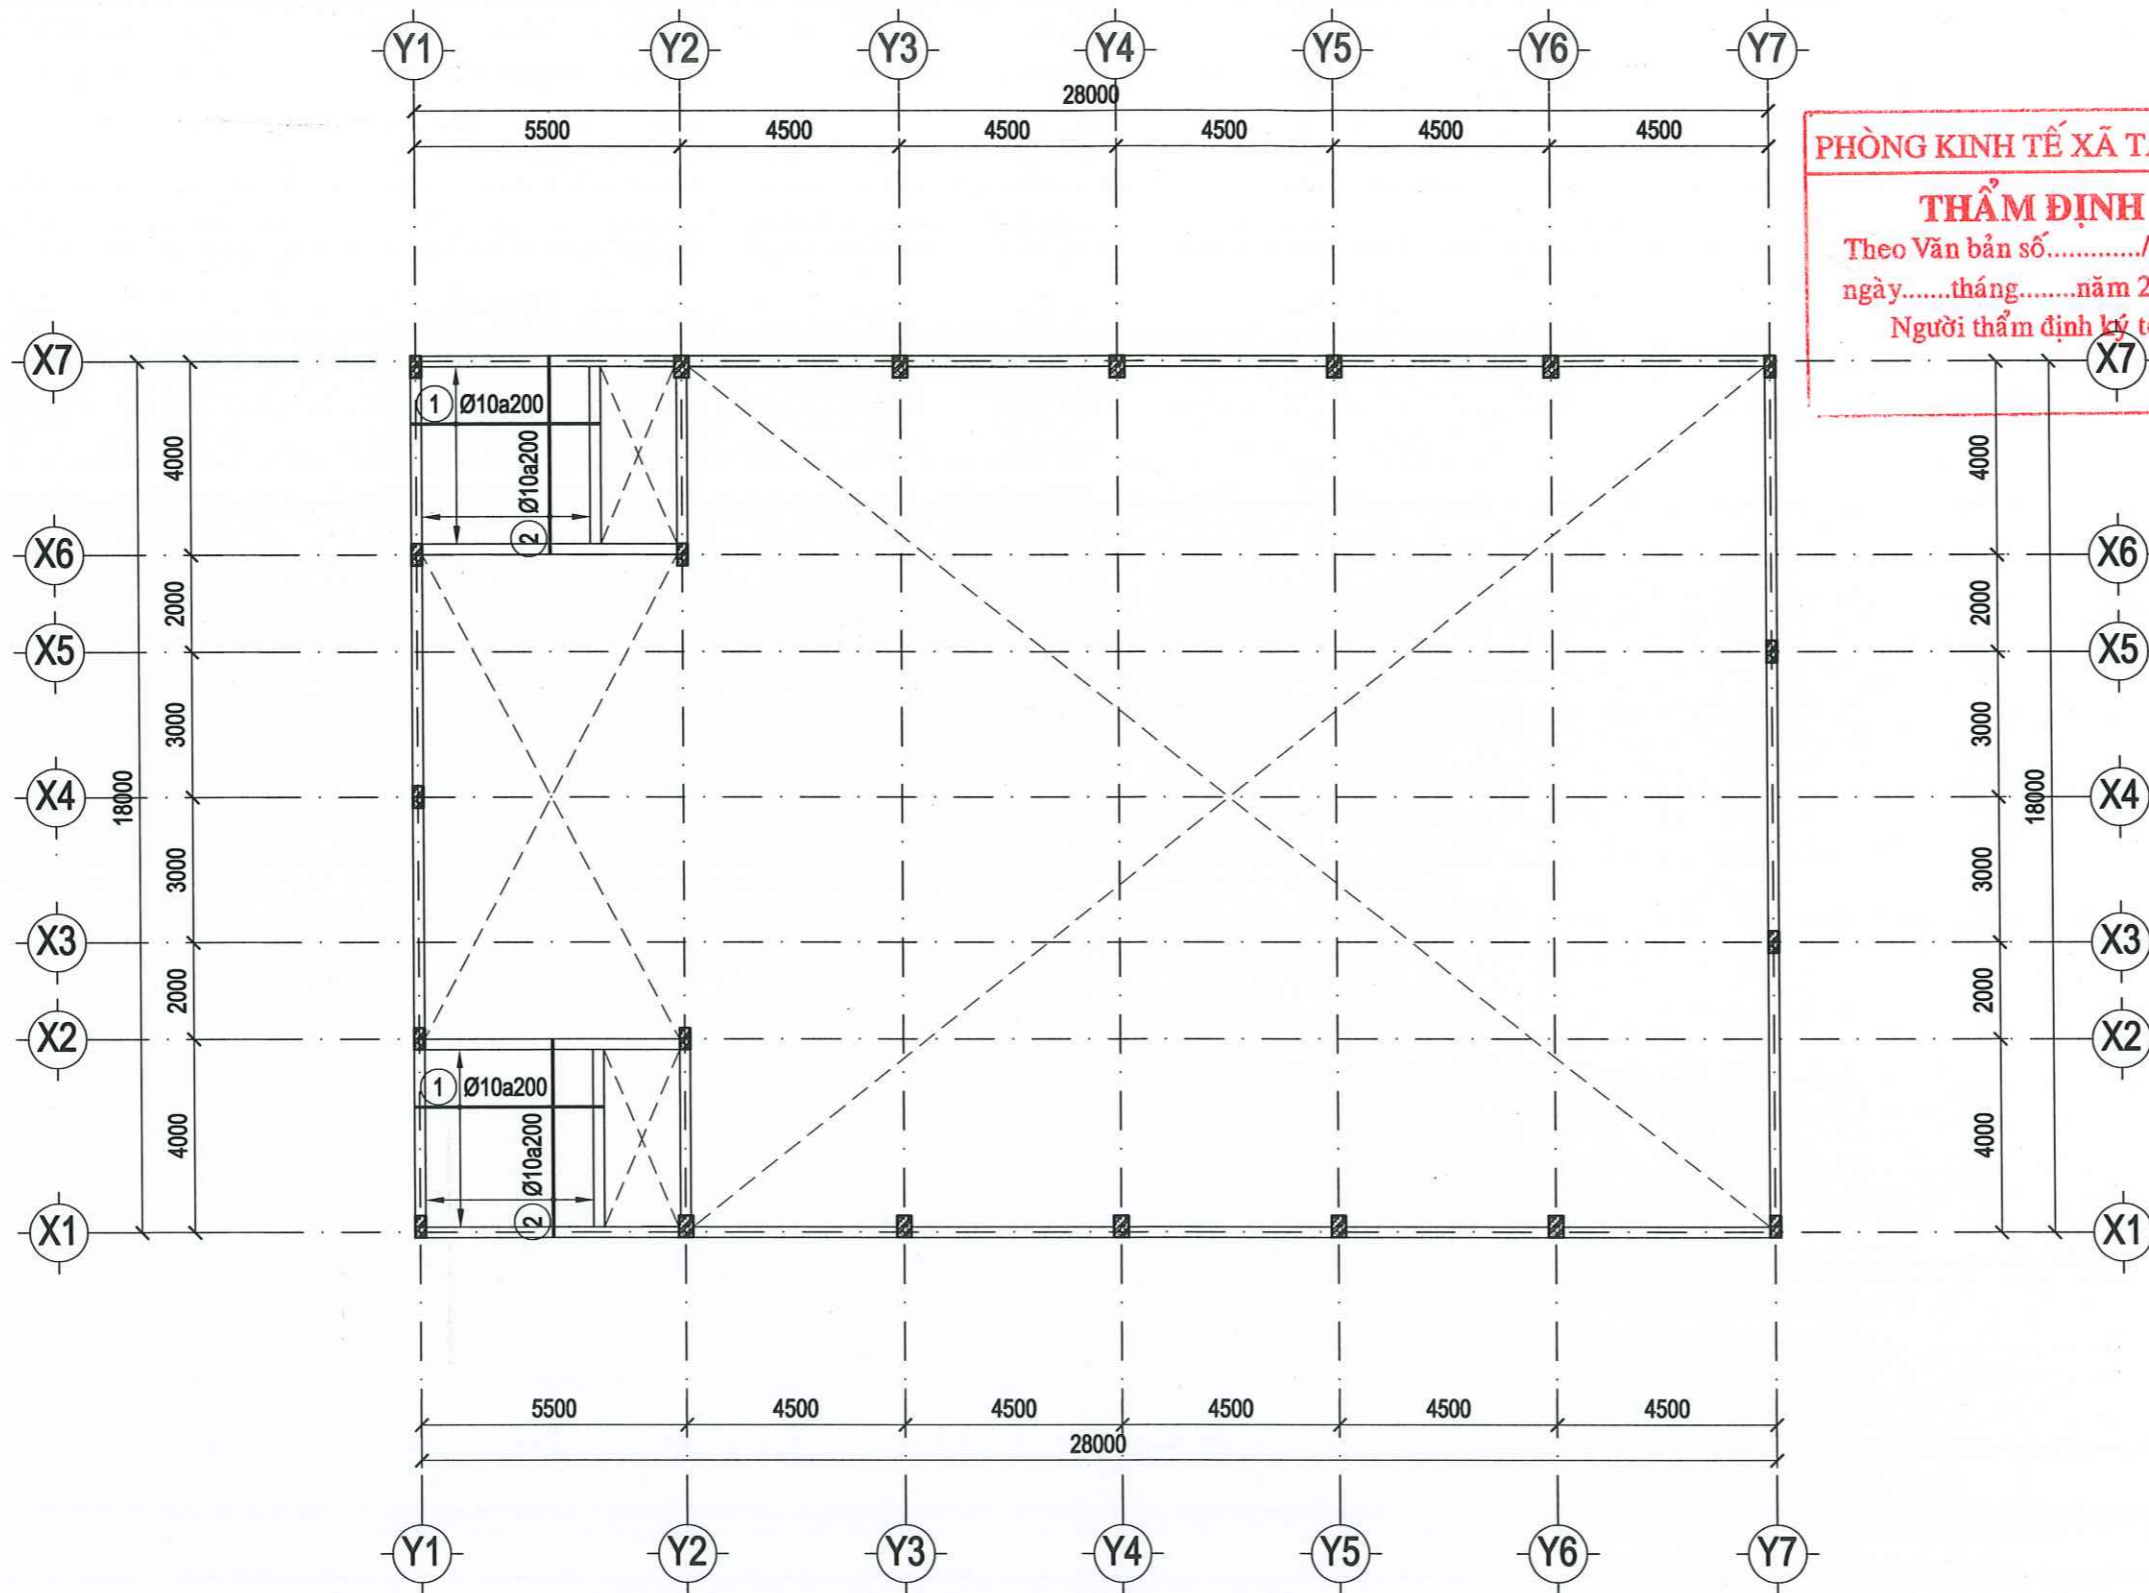 Y1 Y2 Y3 Y4 Y5 Y6 Y7
28000
5500 4500 4500 4500 4500 4500
PHÒNG KINH TẾ XÃ
THẨM ĐỊNH
Theo Văn bản số............./
ngày.......tháng........năm 2
Người thẩm định ký
X7 X7
1 Ø10a200
4000 4000
2 Ø10a200
X6 X6
2000 2000
X5 X5
3000 3000
X4 18000 18000 X4
3000 3000
X3 X3
2000 2000
X2 X2
1 Ø10a200
4000 4000
2 Ø10a200
X1 X1
5500 4500 4500 4500 4500 4500
28000
Y1 Y2 Y3 Y4 Y5 Y6 Y7